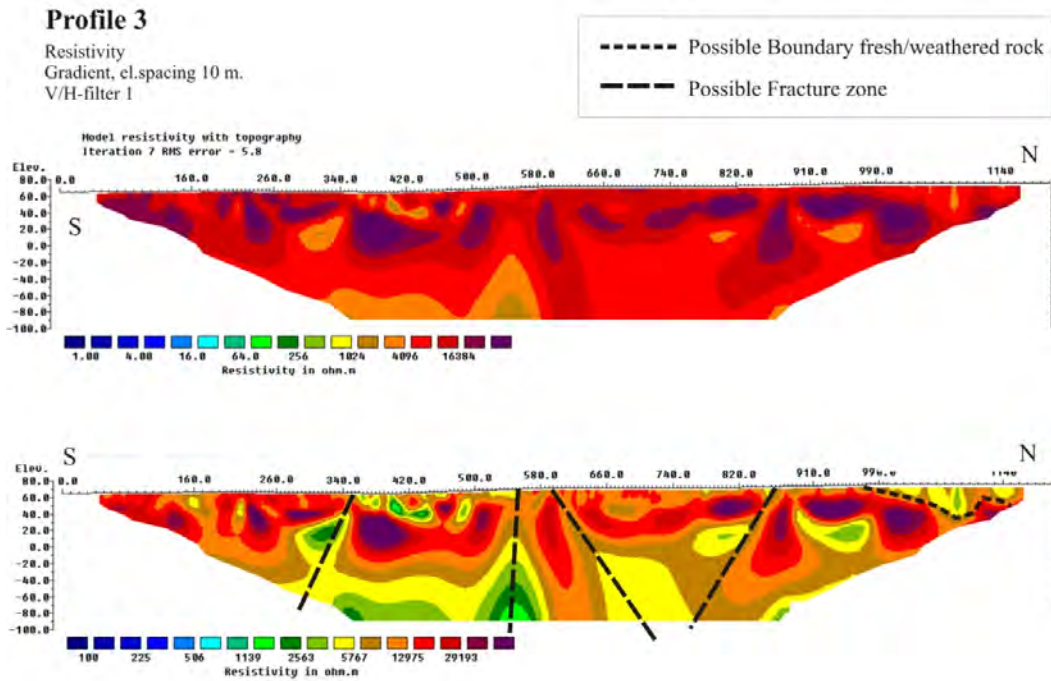 Profile 3
Resistivity
Gradient, el.spacing 10 m.
V/H-filter 1
Possible Boundary fresh/weathered rock
Possible Fracture zone
Model resistivity with topography
Iteration 7 RMS error = 5.8
N
Elev. 0.0 160.0 260.0 340.0 420.0 500.0 580.0 660.0 740.0 820.0 910.0 990.0 1140
80.0
60.0
40.0
S
20.0
0.0
-20.0
-40.0
-60.0
-80.0
-100.0
1.00 4.00 16.0 64.0 256 1024 4096 16384
Resistivity in ohm.m
S N
Elev. 0.0 160.0 260.0 340.0 420.0 500.0 580.0 660.0 740.0 820.0 910.0 990.0 1140
80.0
60.0
40.0
20.0
0.0
-20.0
-40.0
-60.0
-80.0
-100.0
100 225 506 1139 2563 5767 12975 29193
Resistivity in ohm.m